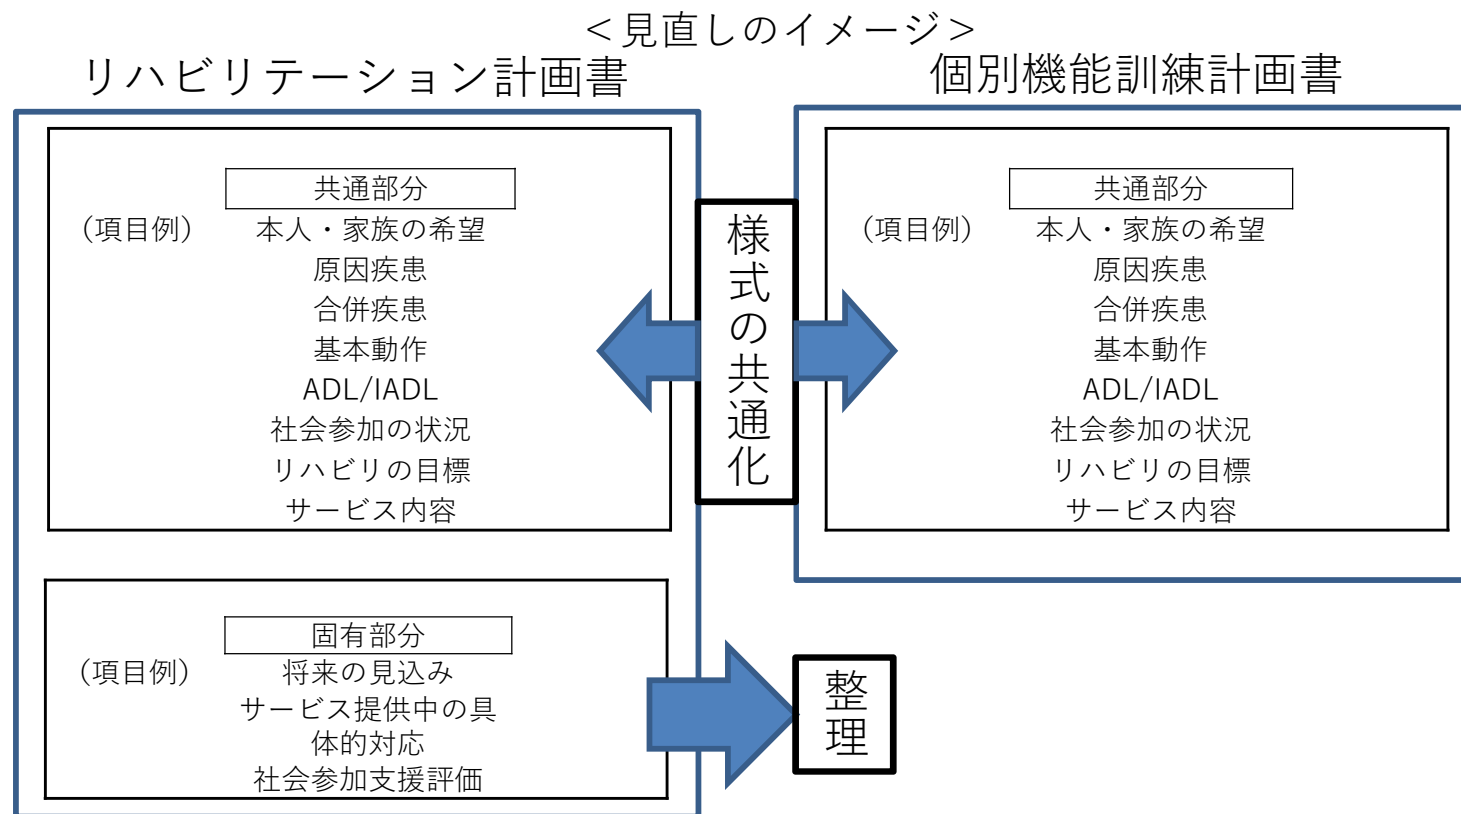 ＜見直しのイメージ＞
リハビリテーション計画書
共通部分
（項目例）
本人・家族の希望
原因疾患
合併疾患
基本動作
ADL/IADL
社会参加の状況
リハビリの目標
サービス内容
固有部分
（項目例）
将来の見込み
サービス提供中の具
体的対応
社会参加支援評価
様式の共通化
整理
個別機能訓練計画書
共通部分
（項目例）
本人・家族の希望
原因疾患
合併疾患
基本動作
ADL/IADL
社会参加の状況
リハビリの目標
サービス内容